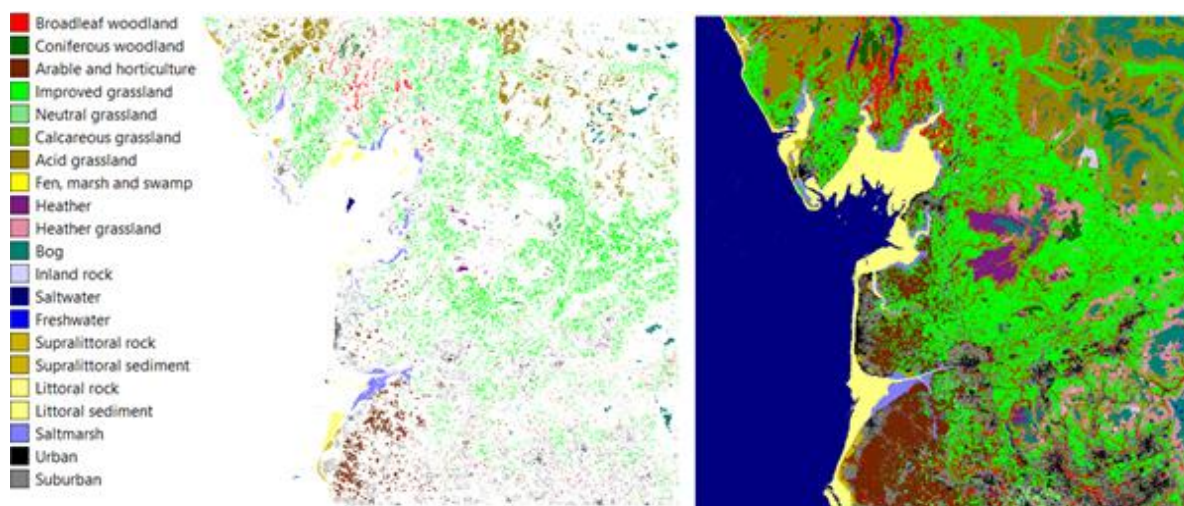 Broadleaf woodland
Coniferous woodland
Arable and horticulture
Improved grassland
Neutral grassland
Calcareous grassland
Acid grassland
Fen, marsh and swamp
Heather
Heather grassland
Bog
Inland rock
Saltwater
Freshwater
Supralittoral rock
Supralittoral sediment
Littoral rock
Littoral sediment
Saltmarsh
Urban
Suburban